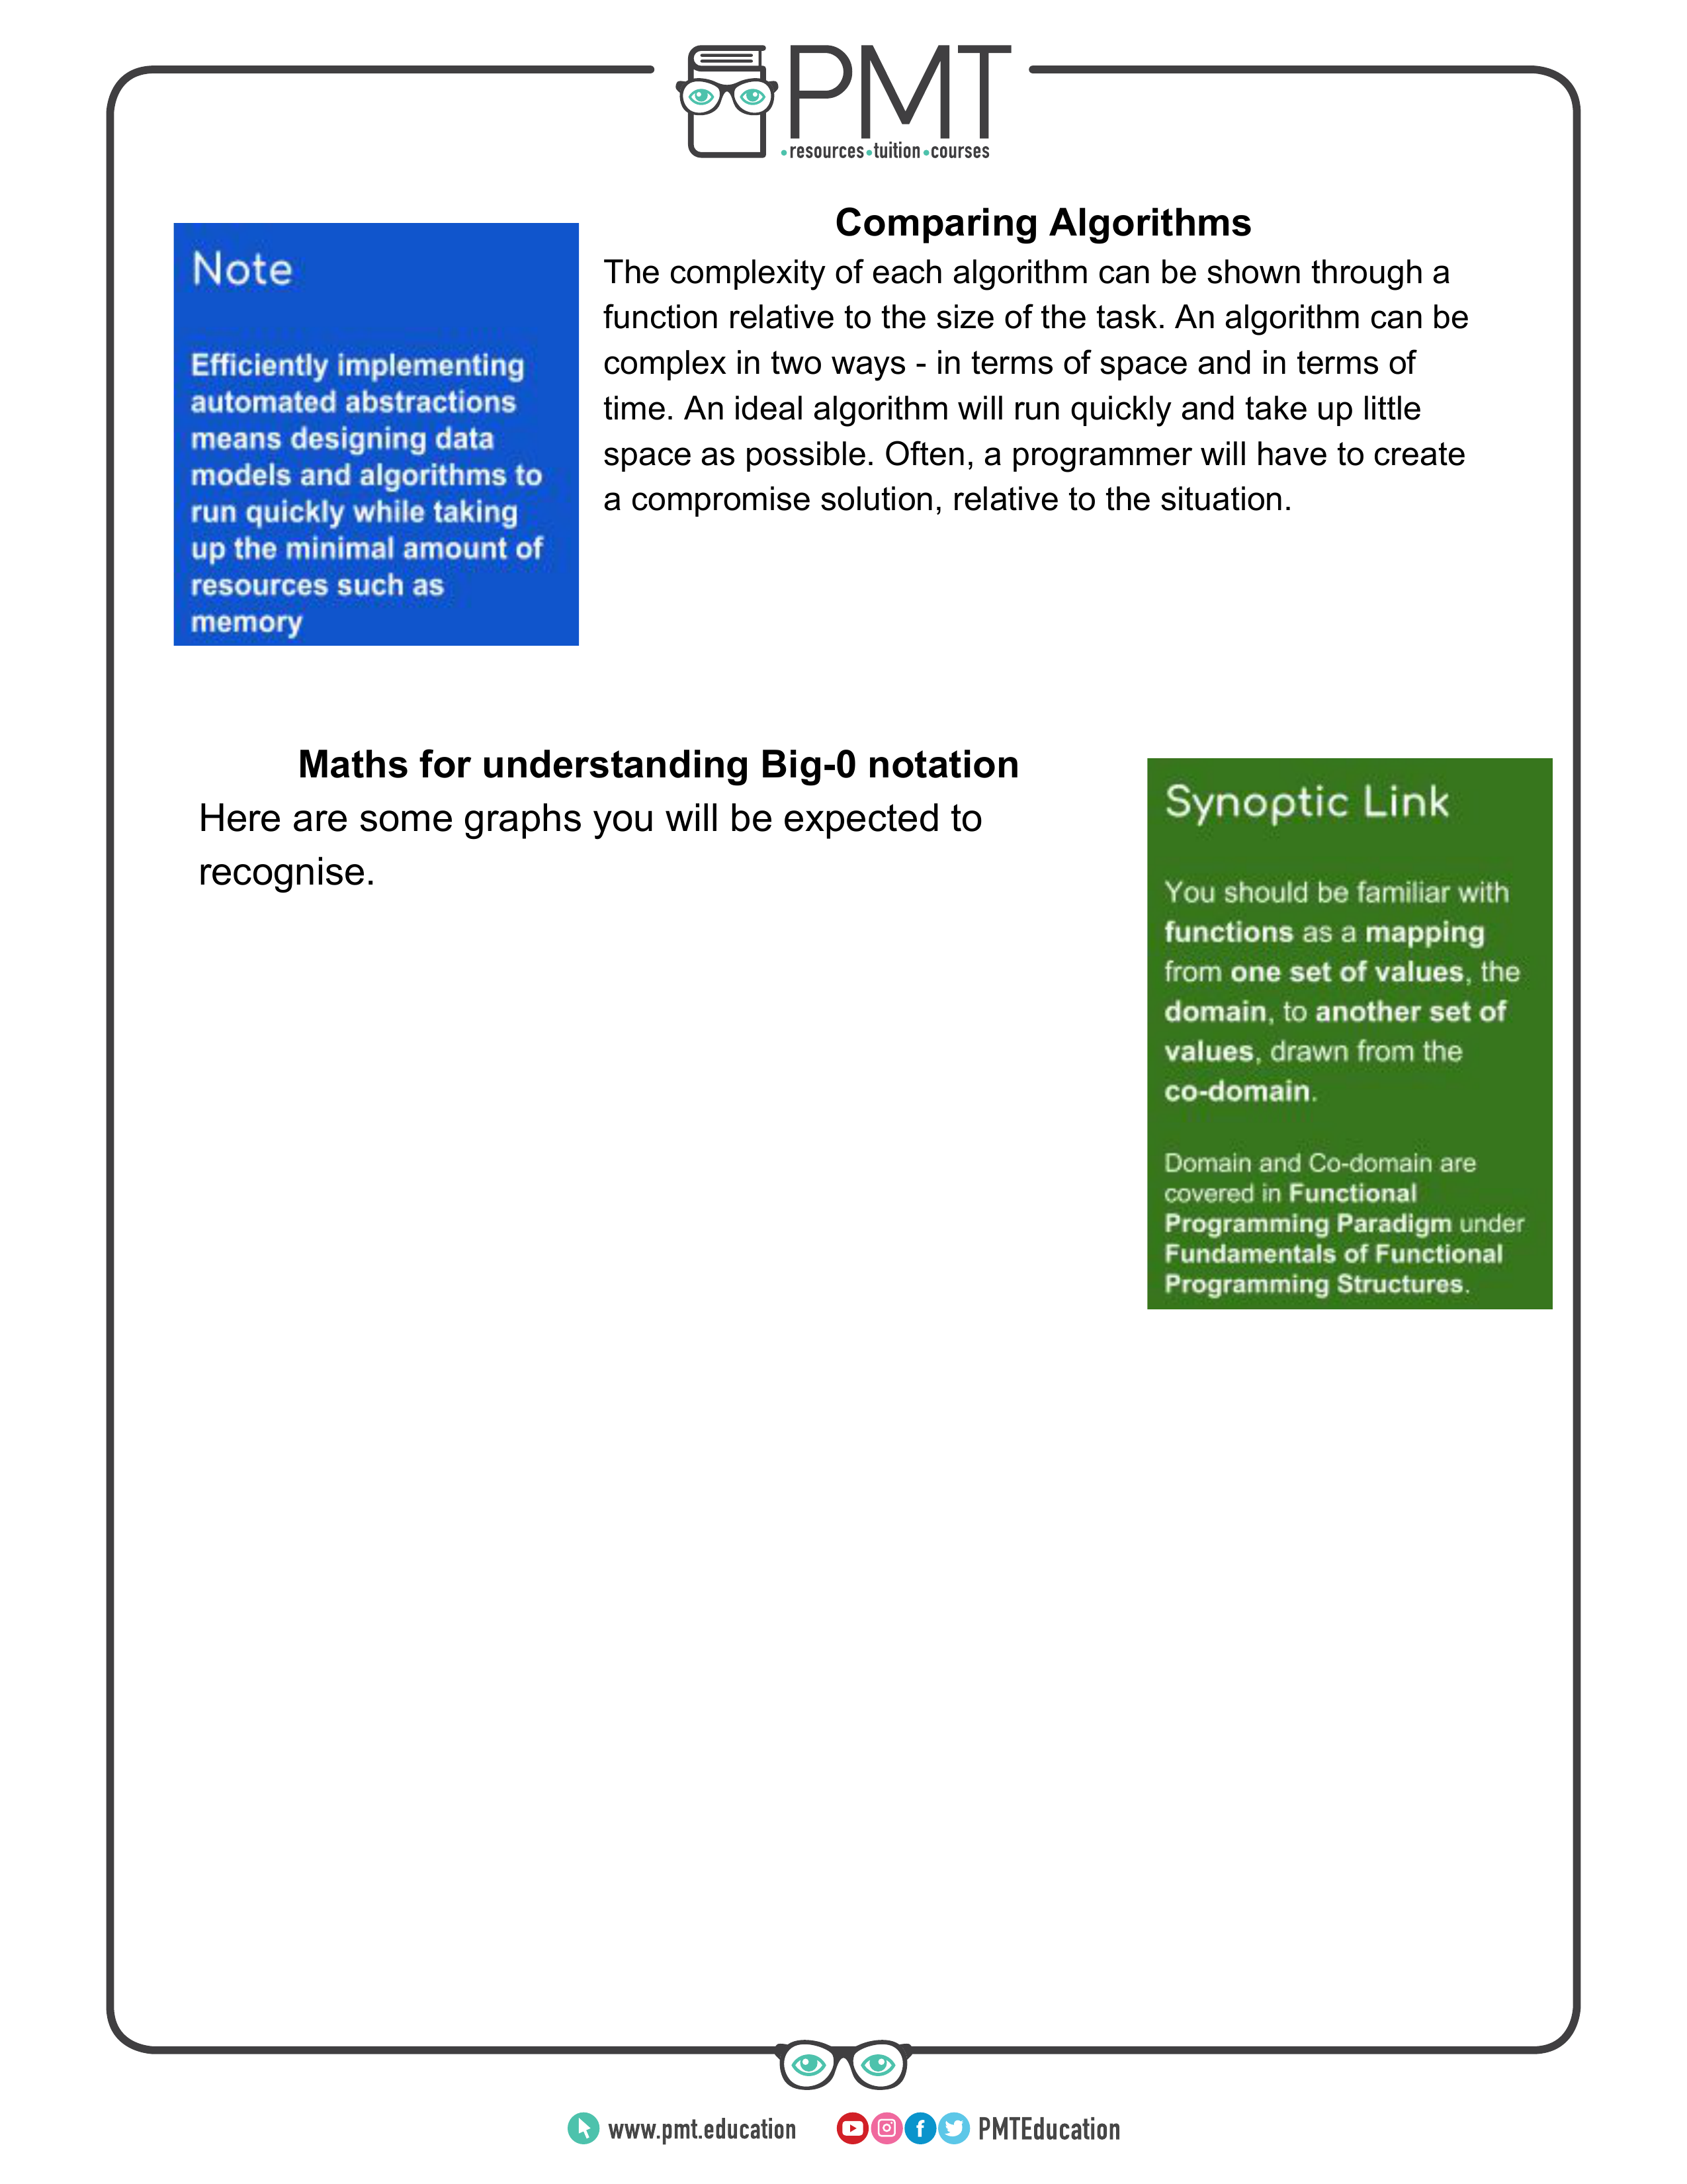 PMT
•resources•tuition•courses
Note
Efficiently implementing
automated abstractions
means designing data
models and algorithms to
run quickly while taking
up the minimal amount of
resources such as
memory
Comparing Algorithms
The complexity of each algorithm can be shown through a
function relative to the size of the task. An algorithm can be
complex in two ways - in terms of space and in terms of
time. An ideal algorithm will run quickly and take up little
space as possible. Often, a programmer will have to create
a compromise solution, relative to the situation.
Maths for understanding Big-0 notation
Here are some graphs you will be expected to
recognise.
Synoptic Link
You should be familiar with
functions as a mapping
from one set of values, the
domain, to another set of
values, drawn from the
co-domain.
Domain and Co-domain are
covered in Functional
Programming Paradigm under
Fundamentals of Functional
Programming Structures.
www.pmt.education
PMTEducation